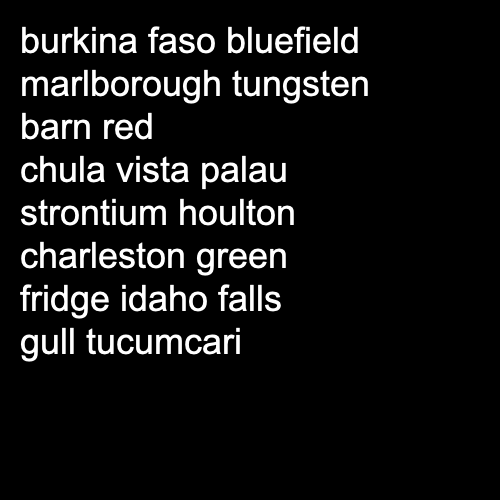 burkina faso bluefield
marlborough tungsten
barn red
chula vista palau
strontium houlton
charleston green
fridge idaho falls
gull tucumcari